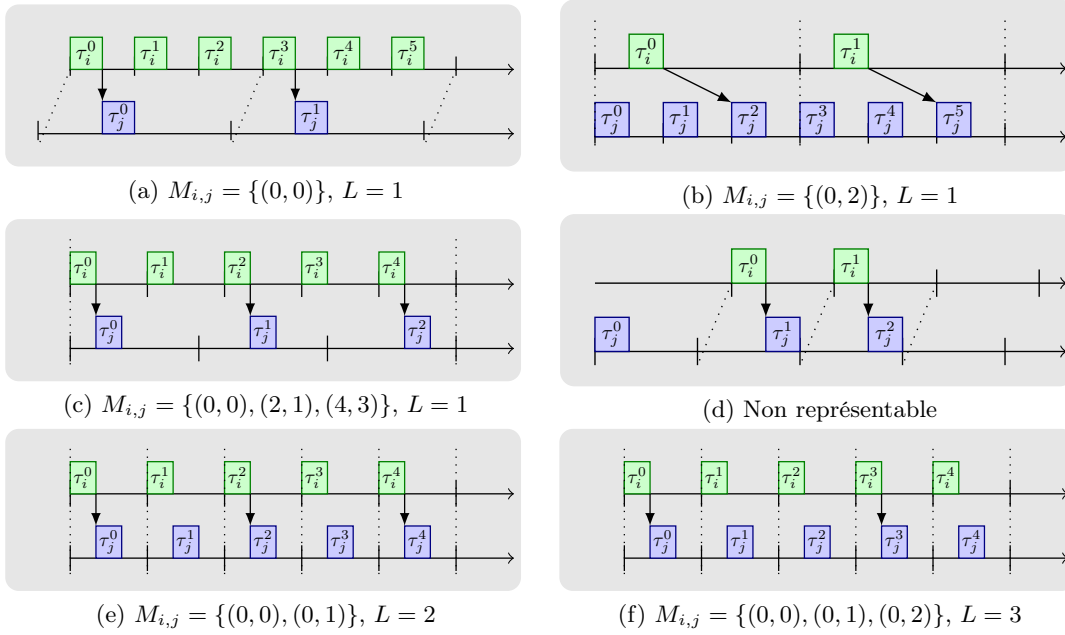 τ_i^0 τ_i^1 τ_i^2 τ_i^3 τ_i^4 τ_i^5
τ_j^0 τ_j^1
(a) M_{i,j} = {(0, 0)}, L = 1
τ_i^0 τ_i^1
τ_j^0 τ_j^1 τ_j^2 τ_j^3 τ_j^4 τ_j^5
(b) M_{i,j} = {(0, 2)}, L = 1
τ_i^0 τ_i^1 τ_i^2 τ_i^3 τ_i^4
τ_j^0 τ_j^1 τ_j^2
(c) M_{i,j} = {(0, 0), (2, 1), (4, 3)}, L = 1
τ_i^0 τ_i^1
τ_j^0 τ_j^1 τ_j^2
(d) Non représentable
τ_i^0 τ_i^1 τ_i^2 τ_i^3 τ_i^4
τ_j^0 τ_j^1 τ_j^2 τ_j^3 τ_j^4
(e) M_{i,j} = {(0, 0), (0, 1)}, L = 2
τ_i^0 τ_i^1 τ_i^2 τ_i^3 τ_i^4
τ_j^0 τ_j^1 τ_j^2 τ_j^3 τ_j^4
(f) M_{i,j} = {(0, 0), (0, 1), (0, 2)}, L = 3